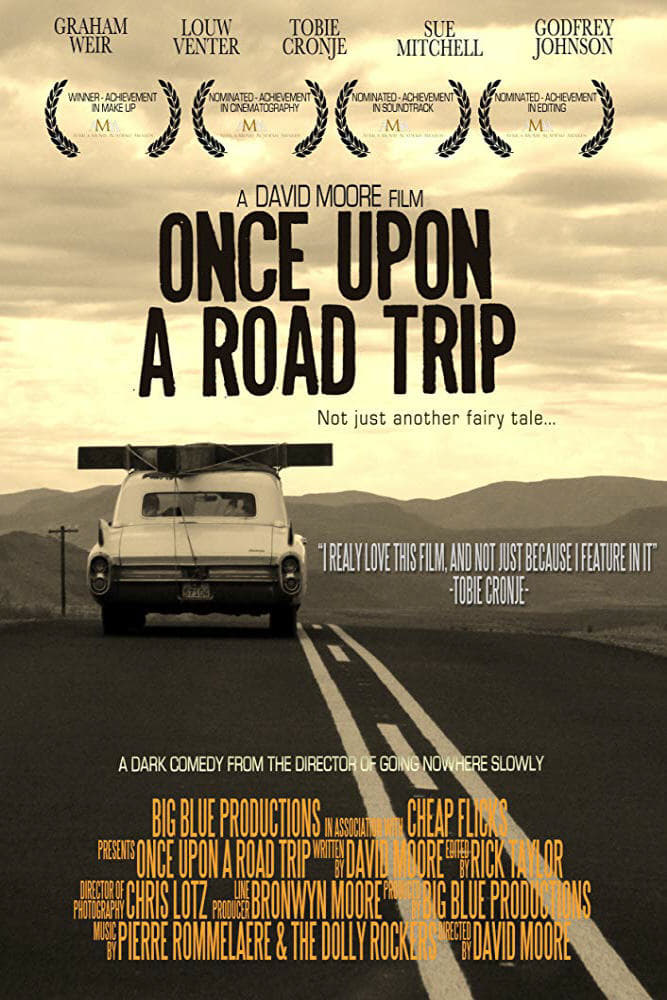 GRAHAM WEIR
LOUW VENTER
TOBIE CRONJE
SUE MITCHELL
GODFREY JOHNSON
WINNER - ACHIEVEMENT IN MAKE UP
NOMINATED - ACHIEVEMENT IN CINEMATOGRAPHY
NOMINATED - ACHIEVEMENT IN SOUNDTRACK
NOMINATED - ACHIEVEMENT IN EDITING
A DAVID MOORE FILM
ONCE UPON
A ROAD TRIP
Not just another fairy tale...
"I REALY LOVE THIS FILM, AND NOT JUST BECAUSE I FEATURE IN IT"
-TOBIE CRONJE-
A DARK COMEDY FROM THE DIRECTOR OF GOING NOWHERE SLOWLY
BIG BLUE PRODUCTIONS IN ASSOCIATION WITH CHEAP FLICKS
PRESENTS ONCE UPON A ROAD TRIP WRITTEN BY DAVID MOORE EDITED BY RICK TAYLOR
DIRECTOR OF PHOTOGRAPHY CHRIS LOTZ LINE PRODUCER BRONWYN MOORE PRODUCED BY BIG BLUE PRODUCTIONS
MUSIC BY PIERRE ROMMELAERE & THE DOLLY ROCKERS DIRECTED BY DAVID MOORE